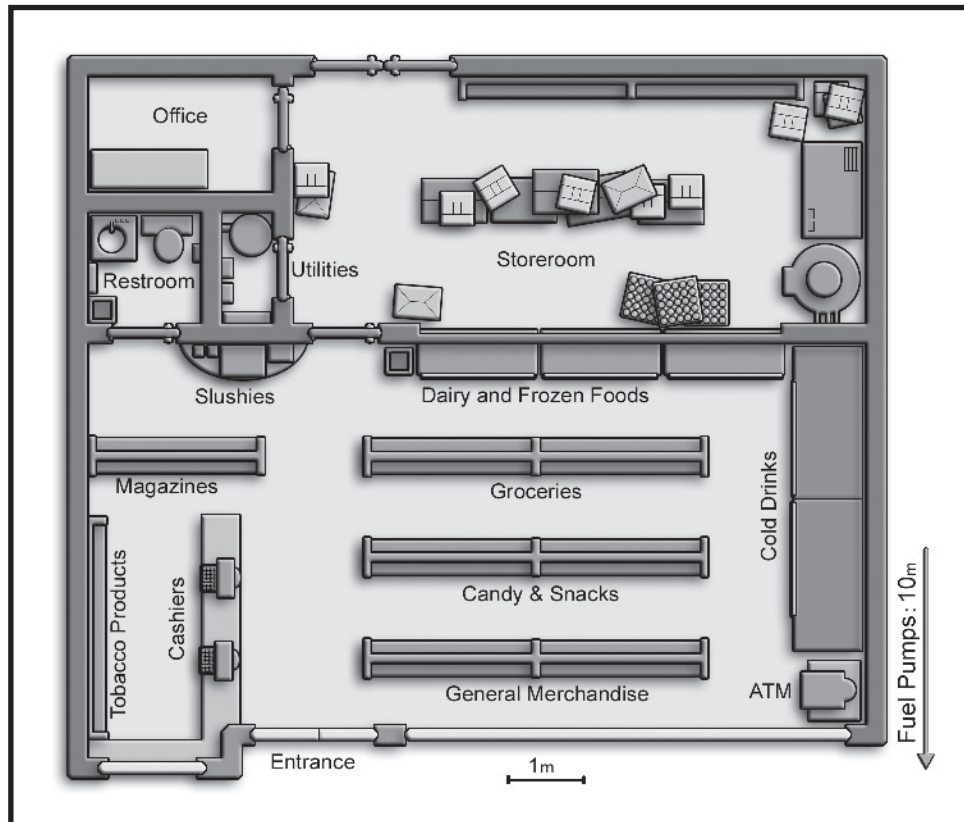 Office
Restroom
Utilities
Storeroom
Slushies
Dairy and Frozen Foods
Magazines
Groceries
Cold Drinks
Tobacco Products
Cashiers
Candy & Snacks
General Merchandise
ATM
Fuel Pumps: 10m
Entrance
1m